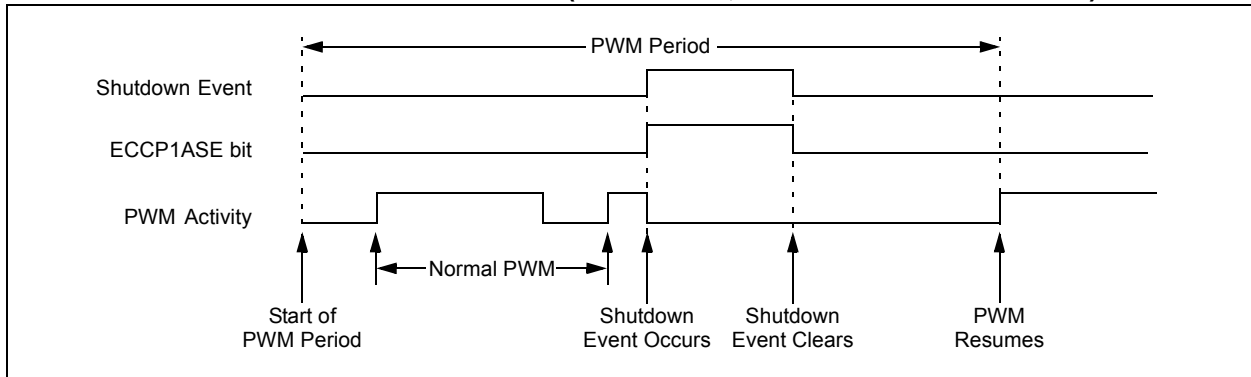 PWM Period
Shutdown Event
ECCP1ASE bit
PWM Activity
Normal PWM
Start of
PWM Period
Shutdown
Event Occurs
Shutdown
Event Clears
PWM
Resumes